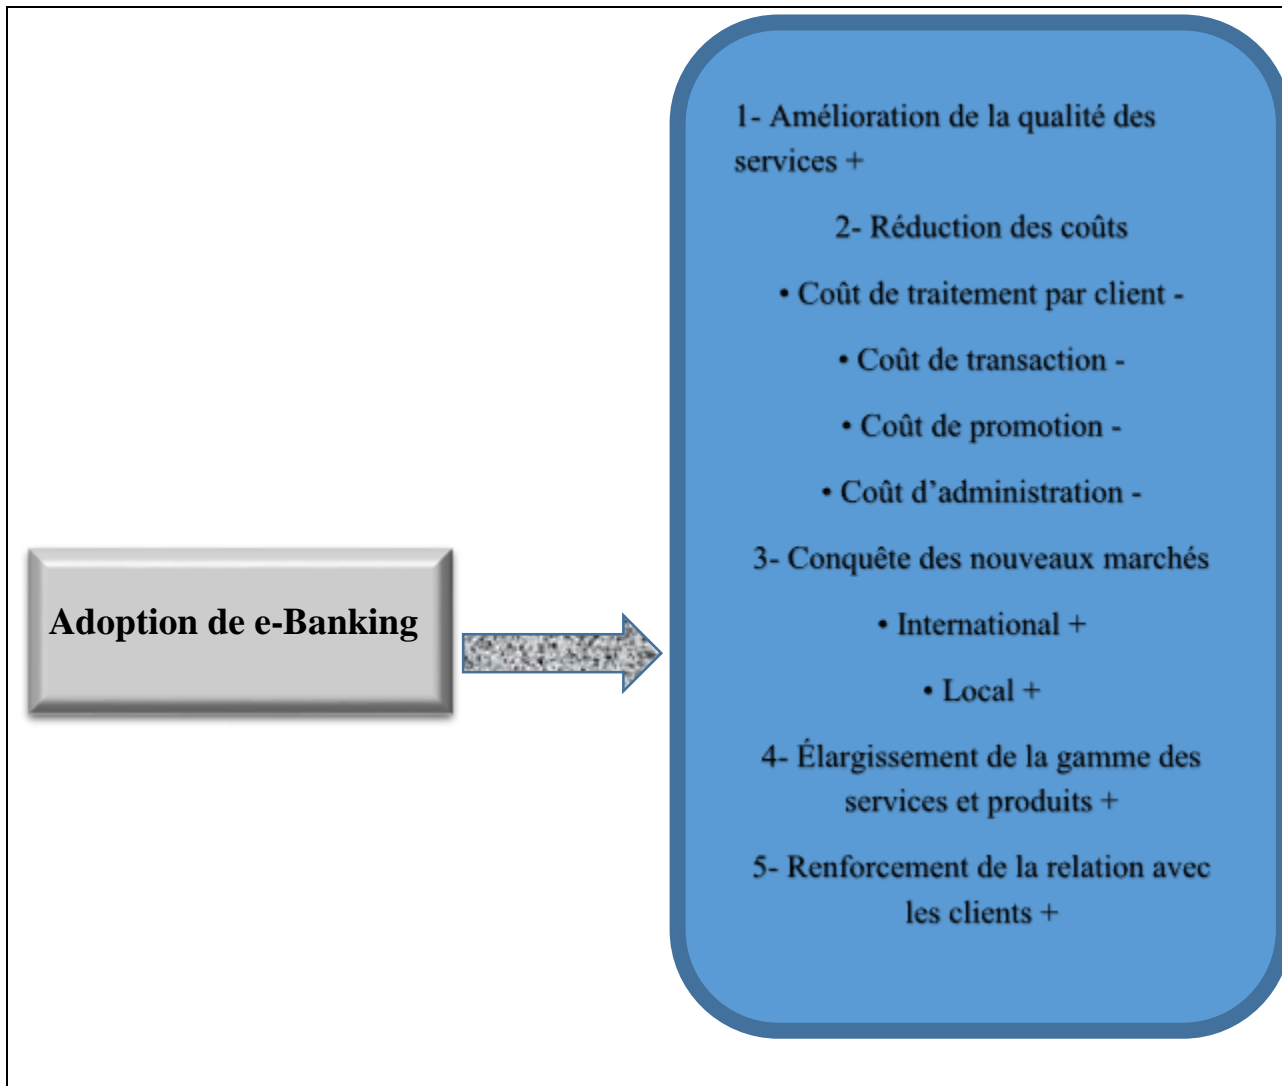 Adoption de e-Banking
1- Amélioration de la qualité des
services +
2- Réduction des coûts
• Coût de traitement par client -
• Coût de transaction -
• Coût de promotion -
• Coût d’administration -
3- Conquête des nouveaux marchés
• International +
• Local +
4- Élargissement de la gamme des
services et produits +
5- Renforcement de la relation avec
les clients +